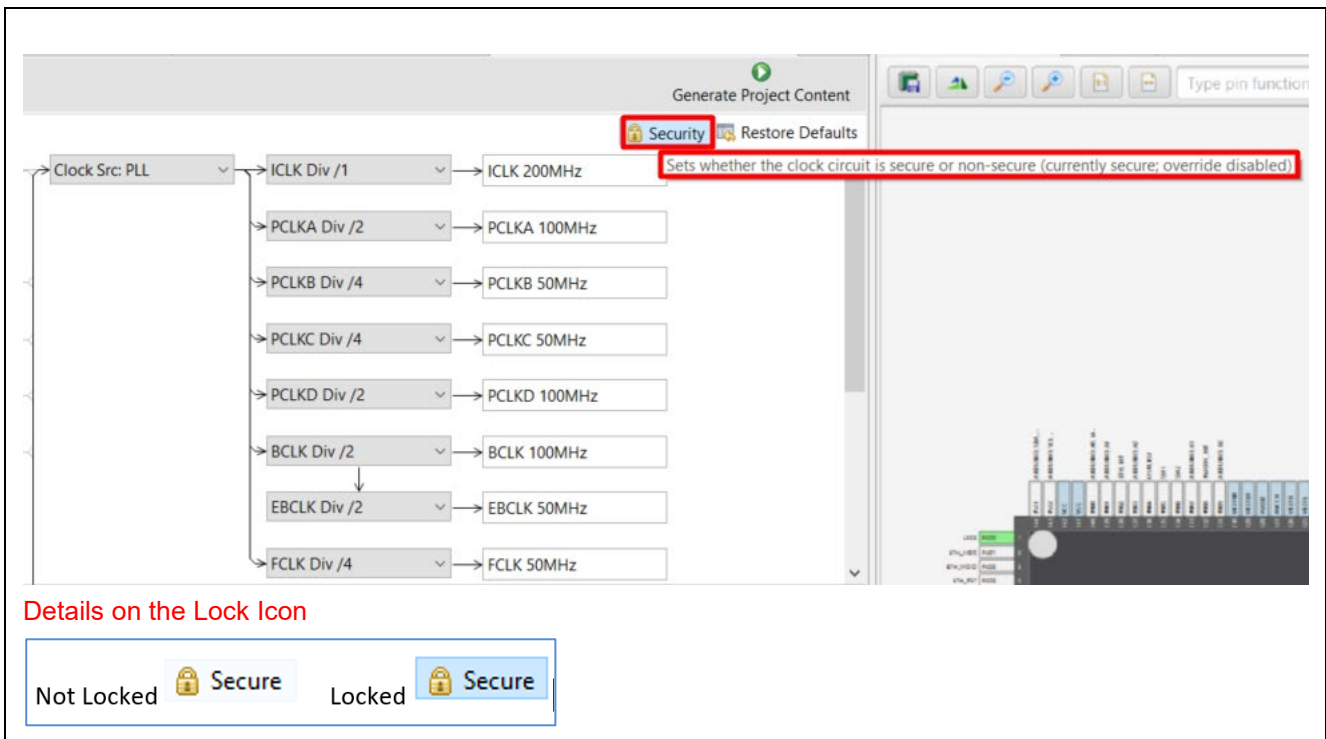 Generate Project Content
Type pin function
Security Restore Defaults
Sets whether the clock circuit is secure or non-secure (currently secure; override disabled)
Clock Src: PLL ICLK Div /1 ICLK 200MHz
PCLKA Div /2 PCLKA 100MHz
PCLKB Div /4 PCLKB 50MHz
PCLKC Div /4 PCLKC 50MHz
PCLKD Div /2 PCLKD 100MHz
BCLK Div /2 BCLK 100MHz
EBCLK Div /2 EBCLK 50MHz
FCLK Div /4 FCLK 50MHz
Details on the Lock Icon
Not Locked Secure Locked Secure